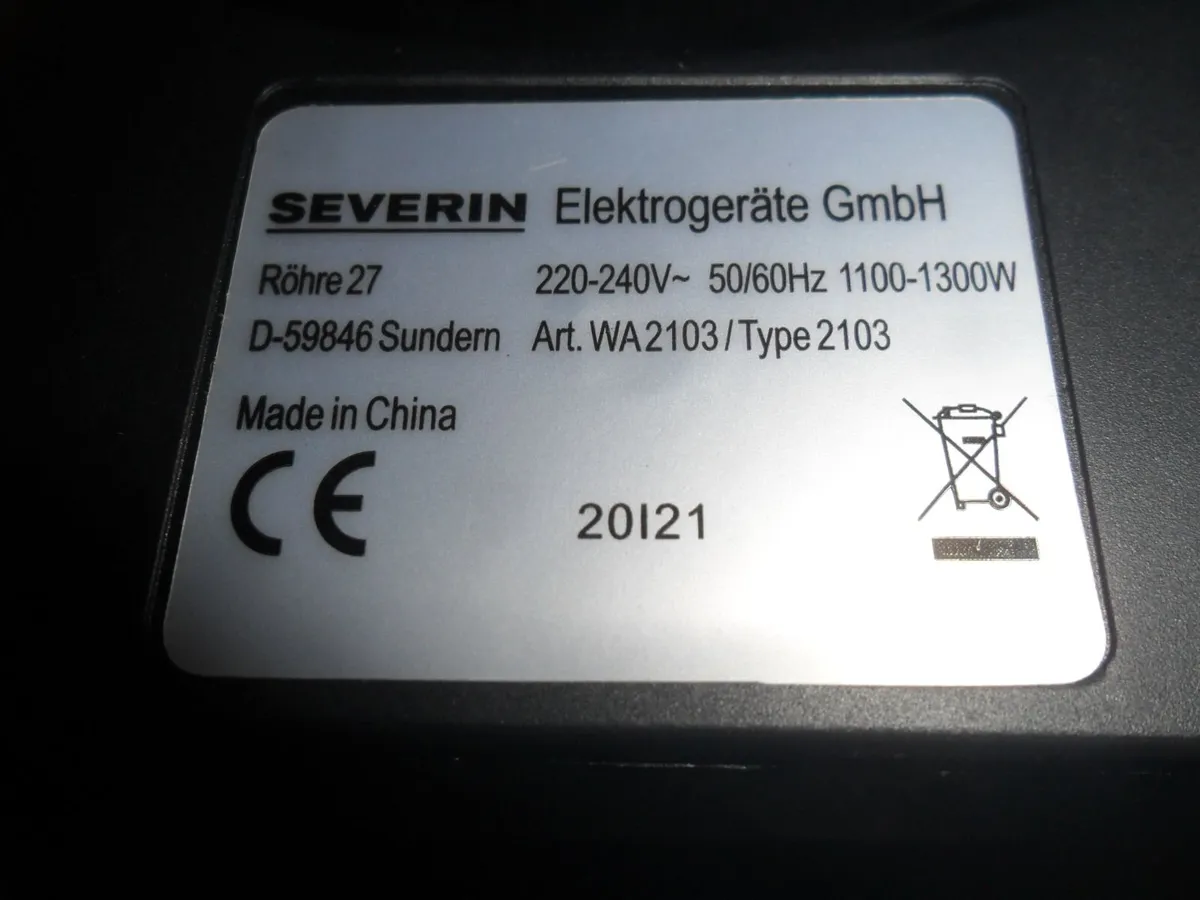 SEVERIN Elektrogeräte GmbH
Röhre 27 220-240V~ 50/60Hz 1100-1300W
D-59846 Sundern Art. WA2103 / Type 2103
Made in China
CE
20I21